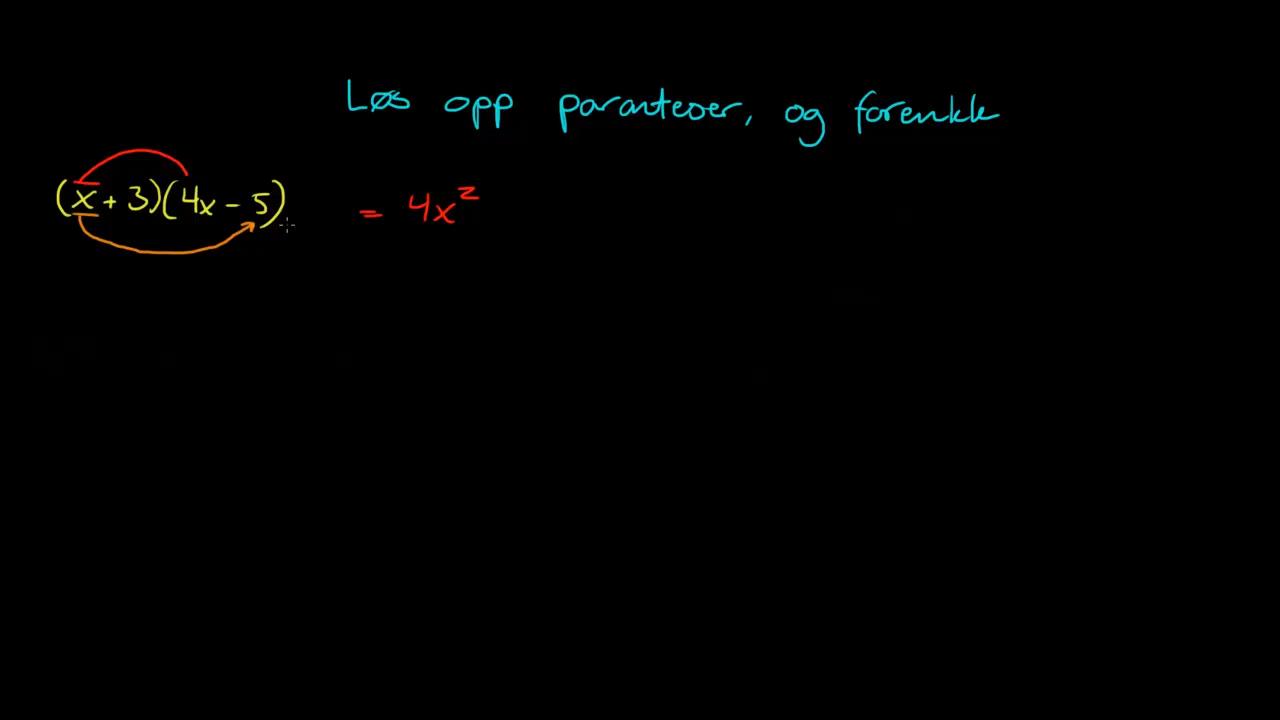 Løs opp paranteser, og forenkle
(x + 3)(4x - 5) = 4x²